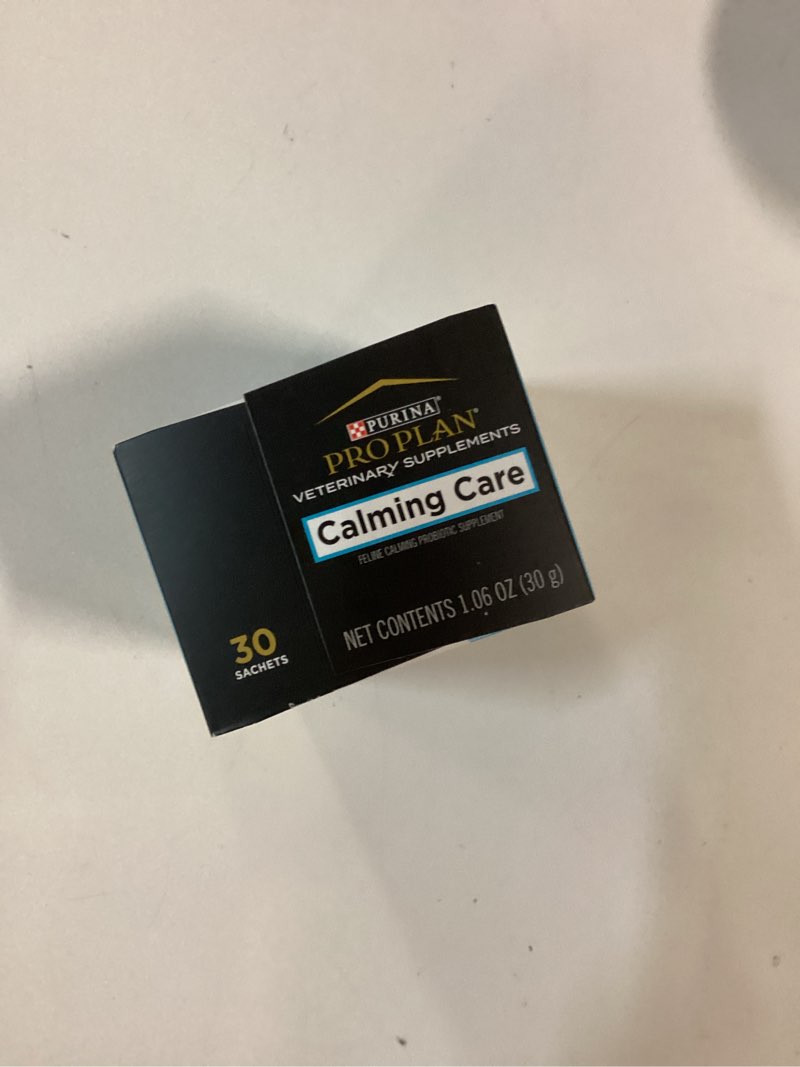 PURINA®
PRO PLAN®
VETERINARY SUPPLEMENTS
Calming Care
FELINE CALMING PROBIOTIC SUPPLEMENT
NET CONTENTS 1.06 OZ (30 g)
30
SACHETS